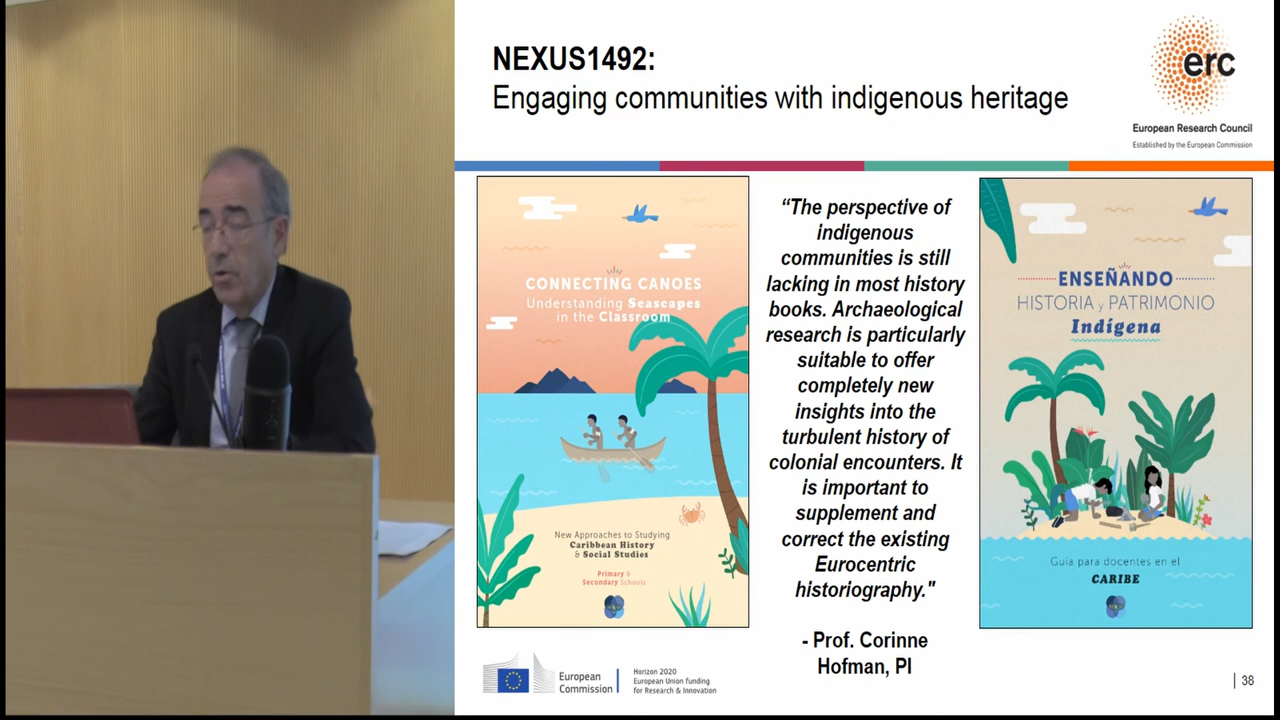 NEXUS1492:
Engaging communities with indigenous heritage
erc
European Research Council
Established by the European Commission
CONNECTING CANOES
Understanding Seascapes
in the Classroom
New Approaches to Studying
Caribbean History
& Social Studies
Primary &
Secondary Schools
“The perspective of
indigenous
communities is still
lacking in most history
books. Archaeological
research is particularly
suitable to offer
completely new
insights into the
turbulent history of
colonial encounters. It
is important to
supplement and
correct the existing
Eurocentric
historiography."
- Prof. Corinne
Hofman, PI
ENSEÑANDO
HISTORIA y PATRIMONIO
Indígena
Guía para docentes en el
CARIBE
European
Commission
Horizon 2020
European Union funding
for Research & Innovation
38